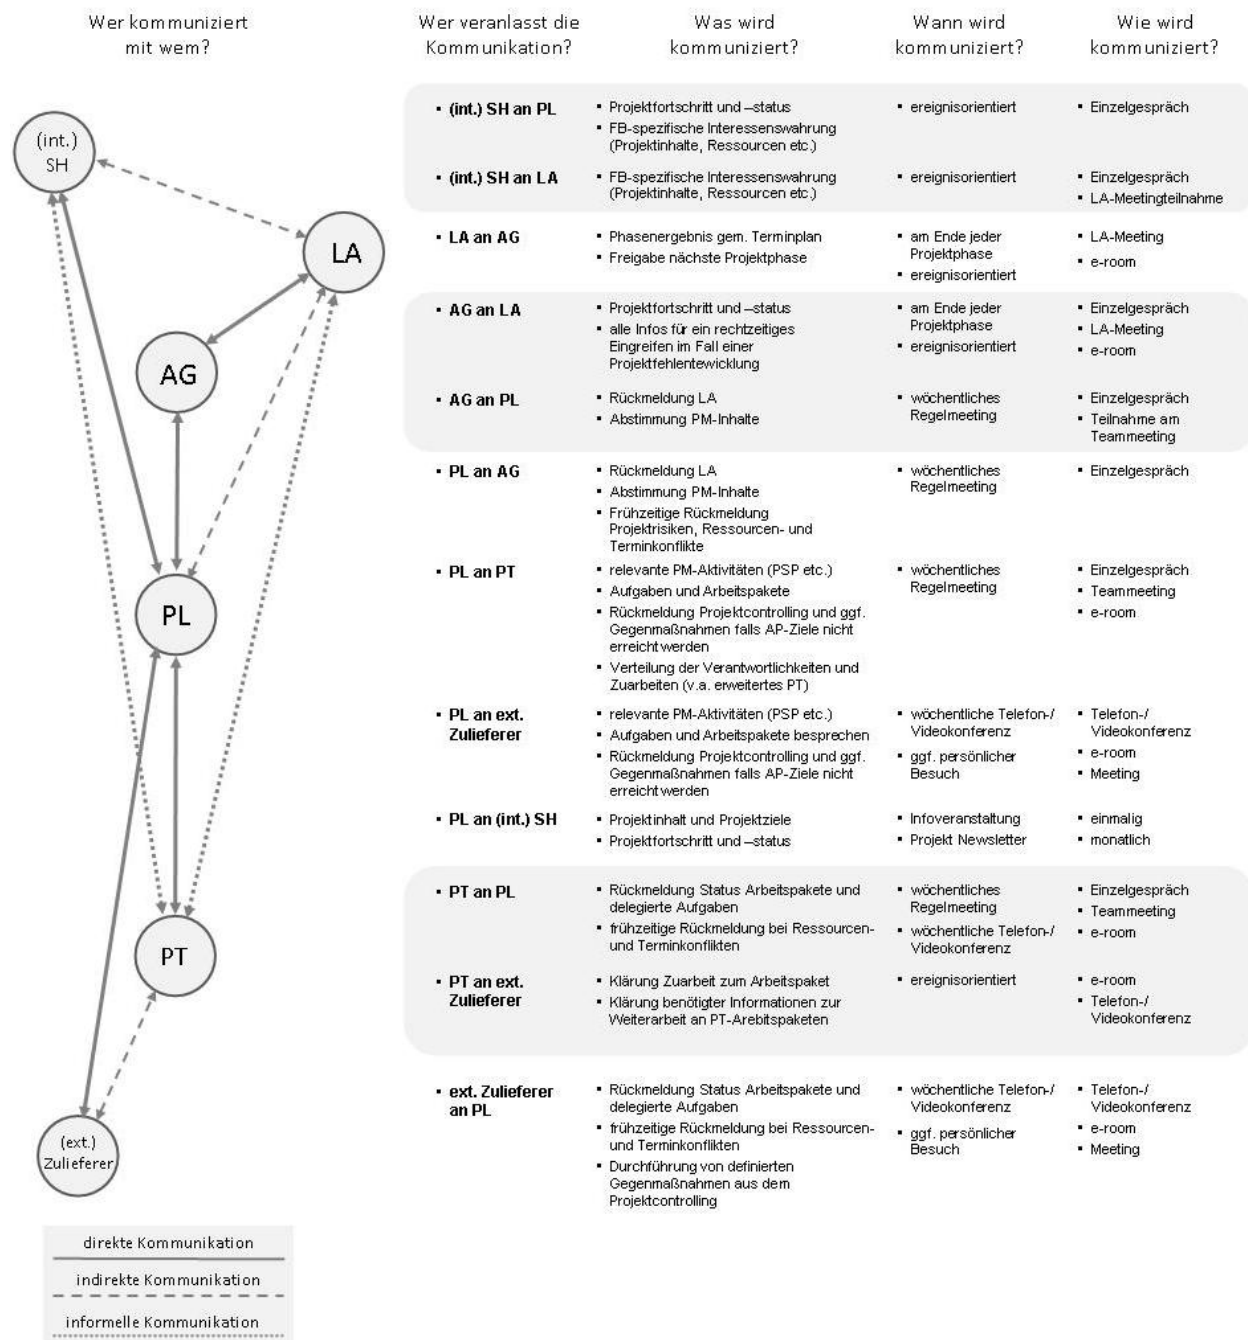 Wer kommuniziert
mit wem?
Wer veranlasst die
Kommunikation?
Was wird
kommuniziert?
Wann wird
kommuniziert?
Wie wird
kommuniziert?
(int.)
SH
LA
AG
PL
PT
(ext.)
Zulieferer
direkte Kommunikation
indirekte Kommunikation
informelle Kommunikation
▪ (int.) SH an PL
▪ Projektfortschritt und –status
▪ FB-spezifische Interessenswahrung
(Projektinhalte, Ressourcen etc.)
▪ ereignisorientiert
▪ Einzelgespräch
▪ (int.) SH an LA
▪ FB-spezifische Interessenswahrung
(Projektinhalte, Ressourcen etc.)
▪ ereignisorientiert
▪ Einzelgespräch
▪ LA-Meetingteilnahme
▪ LA an AG
▪ Phasenergebnis gem. Terminplan
▪ Freigabe nächste Projektphase
▪ am Ende jeder
Projektphase
▪ ereignisorientiert
▪ LA-Meeting
▪ e-room
▪ AG an LA
▪ Projektfortschritt und –status
▪ alle Infos für ein rechtzeitiges
Eingreifen im Fall einer
Projektfehlentewicklung
▪ am Ende jeder
Projektphase
▪ ereignisorientiert
▪ Einzelgespräch
▪ LA-Meeting
▪ e-room
▪ AG an PL
▪ Rückmeldung LA
▪ Abstimmung PM-Inhalte
▪ wöchentliches
Regelmeeting
▪ Einzelgespräch
▪ Teilnahme am
Teammeeting
▪ PL an AG
▪ Rückmeldung LA
▪ Abstimmung PM-Inhalte
▪ Frühzeitige Rückmeldung
Projektrisiken, Ressourcen- und
Terminkonflikte
▪ wöchentliches
Regelmeeting
▪ Einzelgespräch
▪ PL an PT
▪ relevante PM-Aktivitäten (PSP etc.)
▪ Aufgaben und Arbeitspakete
▪ Rückmeldung Projektcontrolling und ggf.
Gegenmaßnahmen falls AP-Ziele nicht
erreicht werden
▪ Verteilung der Verantwortlichkeiten und
Zuarbeiten (v.a. erweitertes PT)
▪ wöchentliches
Regelmeeting
▪ Einzelgespräch
▪ Teammeeting
▪ e-room
▪ PL an ext.
Zulieferer
▪ relevante PM-Aktivitäten (PSP etc.)
▪ Aufgaben und Arbeitspakete besprechen
▪ Rückmeldung Projektcontrolling und ggf.
Gegenmaßnahmen falls AP-Ziele nicht
erreicht werden
▪ wöchentliche Telefon-/
Videokonferenz
▪ ggf. persönlicher
Besuch
▪ Telefon-/
Videokonferenz
▪ e-room
▪ Meeting
▪ PL an (int.) SH
▪ Projektinhalt und Projektziele
▪ Projektfortschritt und –status
▪ Infoveranstaltung
▪ Projekt Newsletter
▪ einmalig
▪ monatlich
▪ PT an PL
▪ Rückmeldung Status Arbeitspakete und
delegierte Aufgaben
▪ frühzeitige Rückmeldung bei Ressourcen-
und Terminkonflikten
▪ wöchentliches
Regelmeeting
▪ wöchentliche Telefon-/
Videokonferenz
▪ Einzelgespräch
▪ Teammeeting
▪ e-room
▪ PT an ext.
Zulieferer
▪ Klärung Zuarbeit zum Arbeitspaket
▪ Klärung benötigter Informationen zur
Weiterarbeit an PT-Arebitspaketen
▪ ereignisorientiert
▪ e-room
▪ Telefon-/
Videokonferenz
▪ ext. Zulieferer
an PL
▪ Rückmeldung Status Arbeitspakete und
delegierte Aufgaben
▪ frühzeitige Rückmeldung bei Ressourcen-
und Terminkonflikten
▪ Durchführung von definierten
Gegenmaßnahmen aus dem
Projektcontrolling
▪ wöchentliche Telefon-/
Videokonferenz
▪ ggf. persönlicher
Besuch
▪ Telefon-/
Videokonferenz
▪ e-room
▪ Meeting